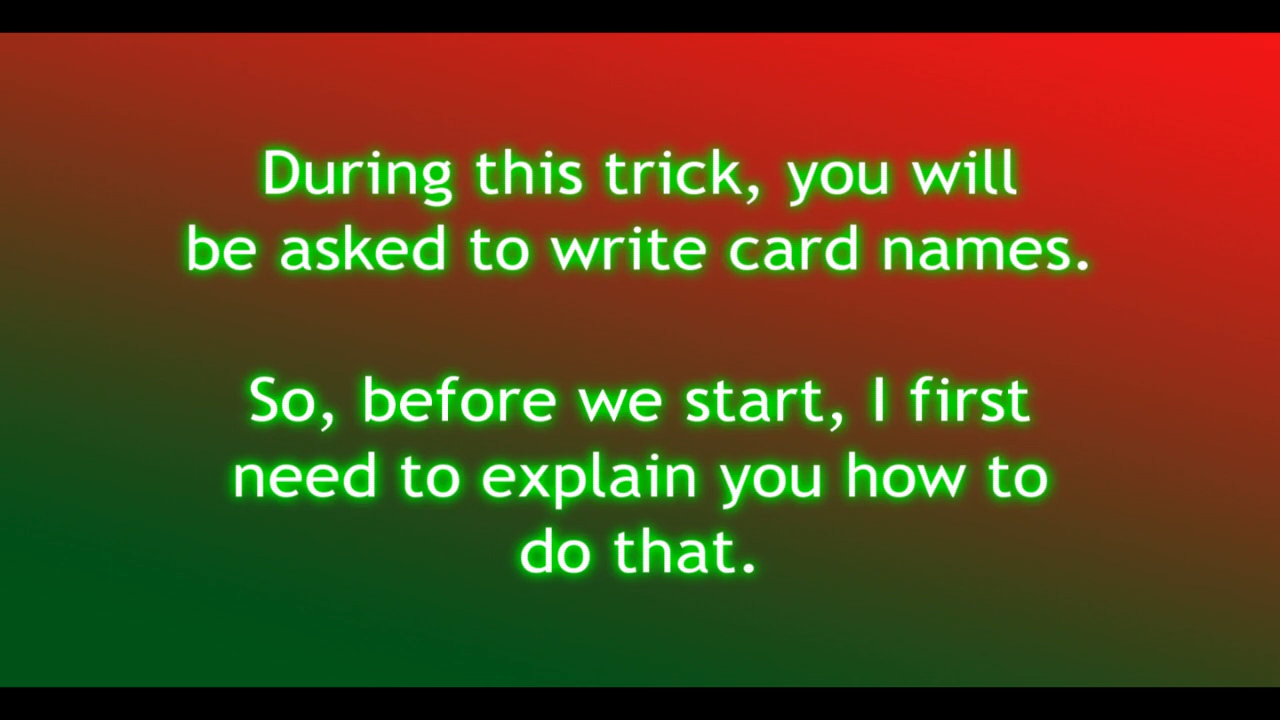 During this trick, you will
be asked to write card names.
So, before we start, I first
need to explain you how to
do that.